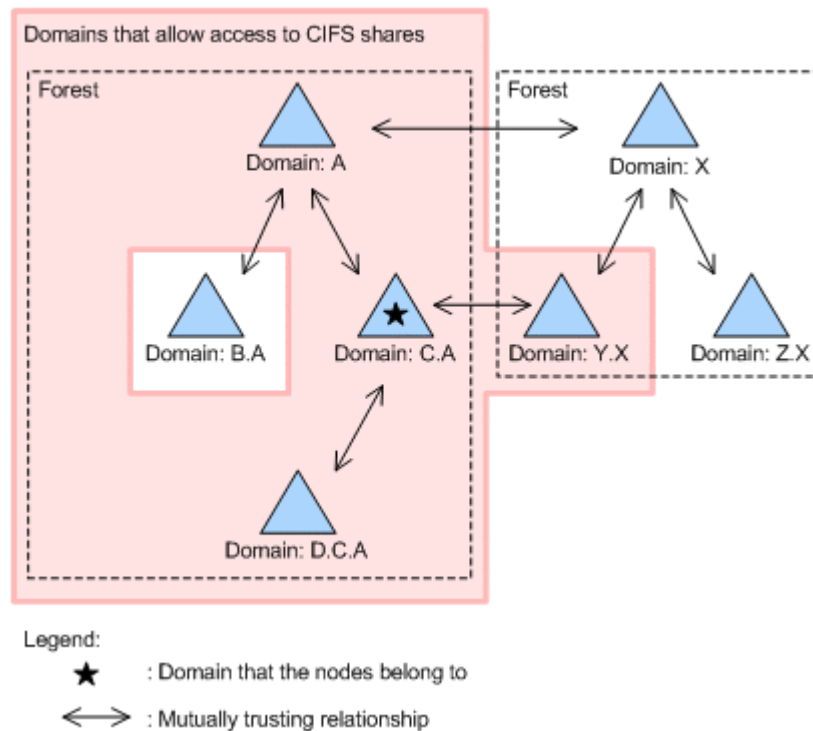 Domains that allow access to CIFS shares
Forest
Forest
Domain: A
Domain: X
Domain: B.A
Domain: C.A
Domain: Y.X
Domain: Z.X
Domain: D.C.A
Legend:
: Domain that the nodes belong to
: Mutually trusting relationship